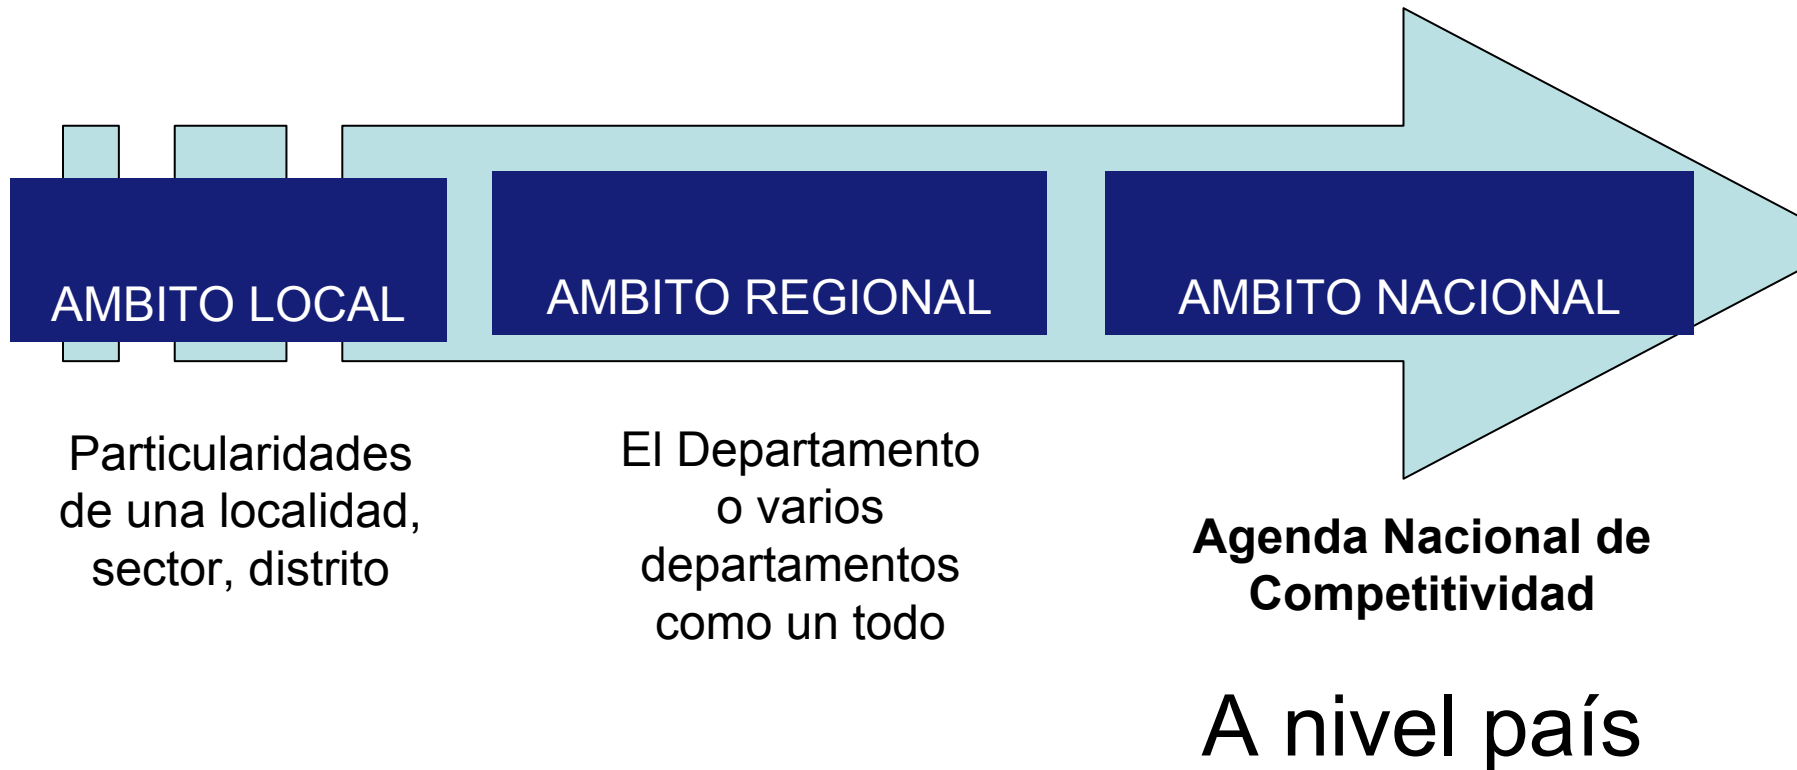 AMBITO LOCAL
AMBITO REGIONAL
AMBITO NACIONAL
Particularidades
de una localidad,
sector, distrito
El Departamento
o varios
departamentos
como un todo
Agenda Nacional de
Competitividad
A nivel país